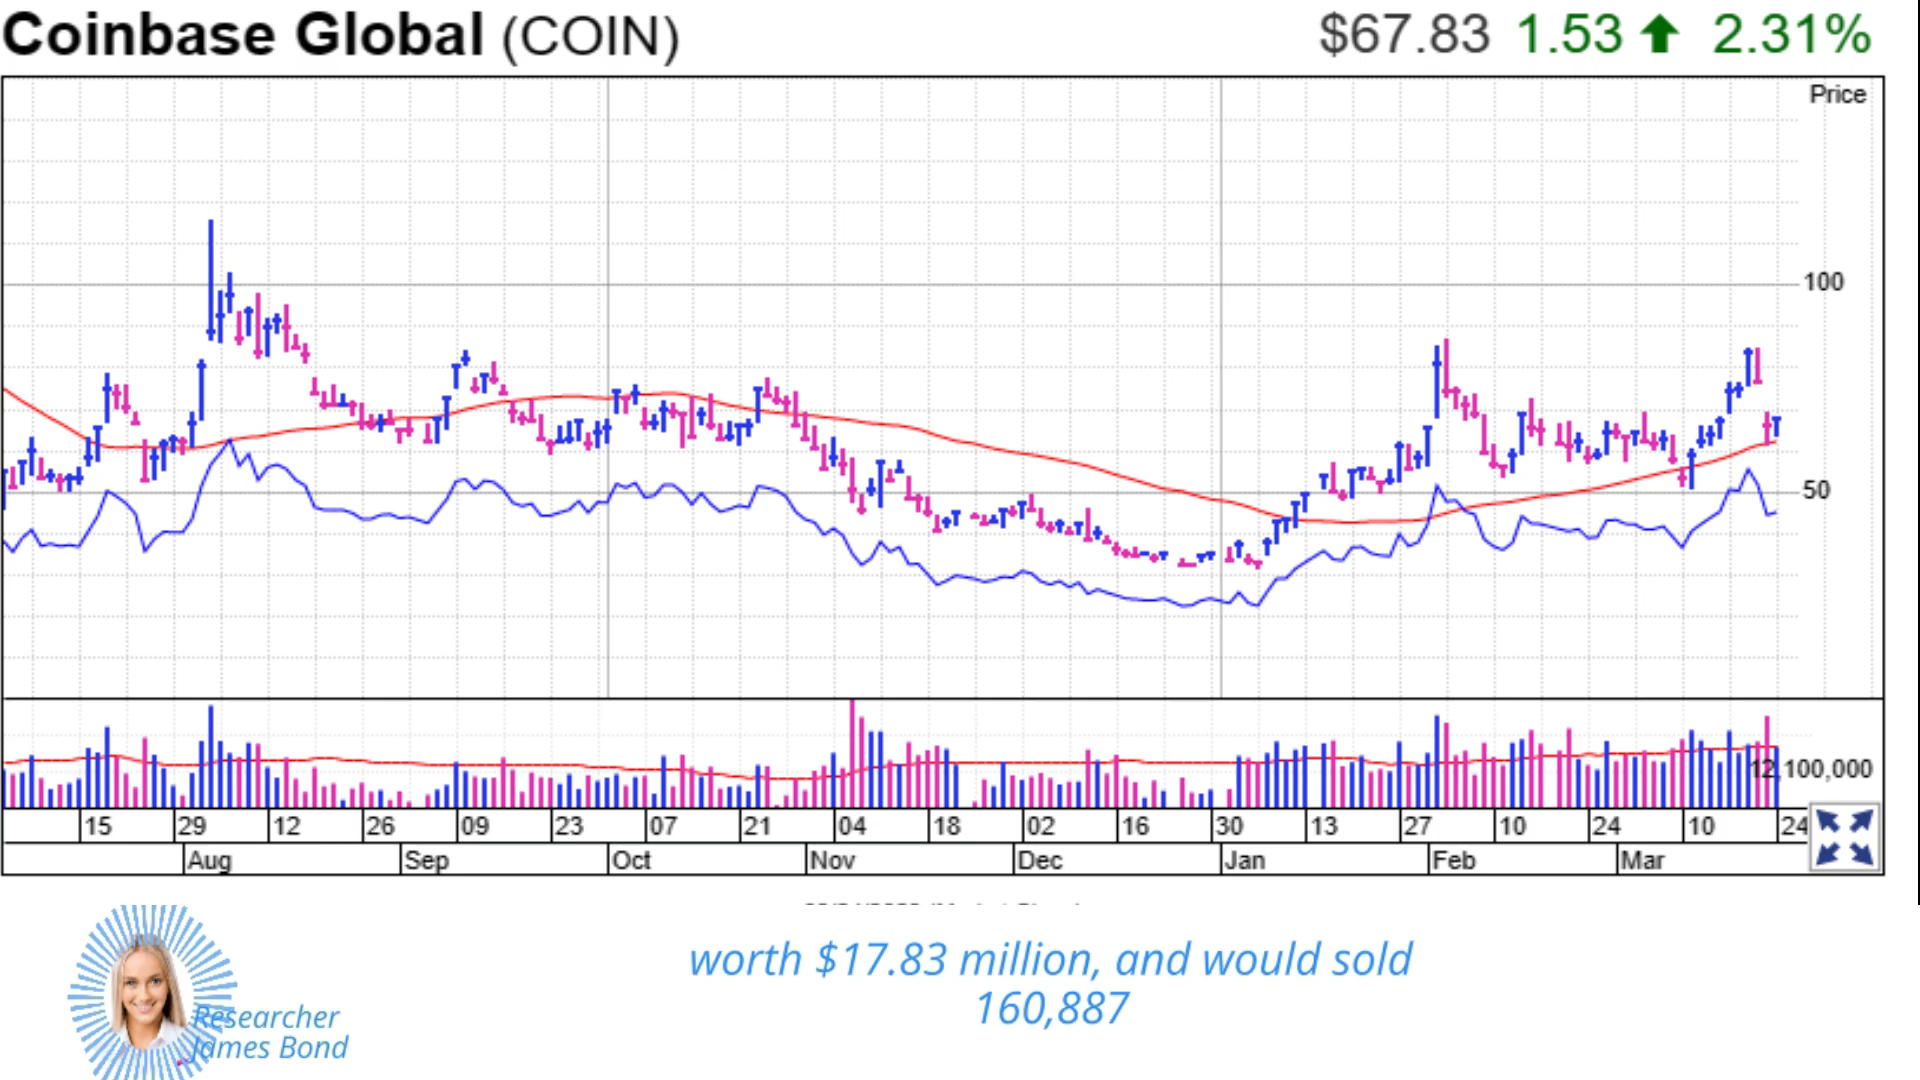 Coinbase Global (COIN) $67.83 1.53 2.31%
Price
100
50
12,100,000
15 29 12 26 09 23 07 21 04 18 02 16 30 13 27 10 24 10 24
Aug Sep Oct Nov Dec Jan Feb Mar
worth $17.83 million, and would sold
160,887
Researcher
James Bond